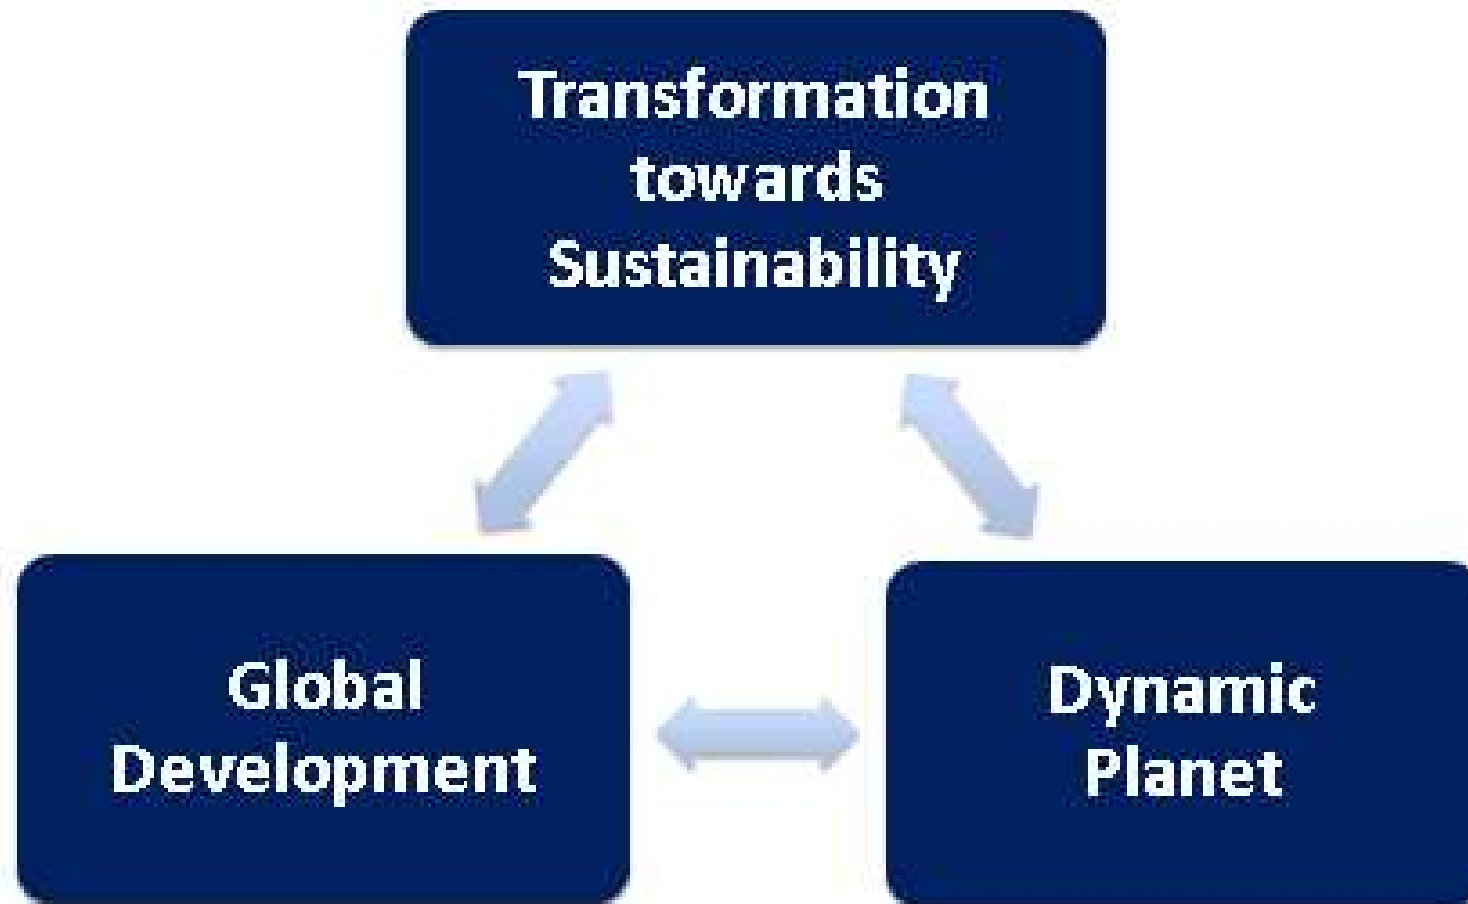 Transformation
towards
Sustainability
Global
Development
Dynamic
Planet